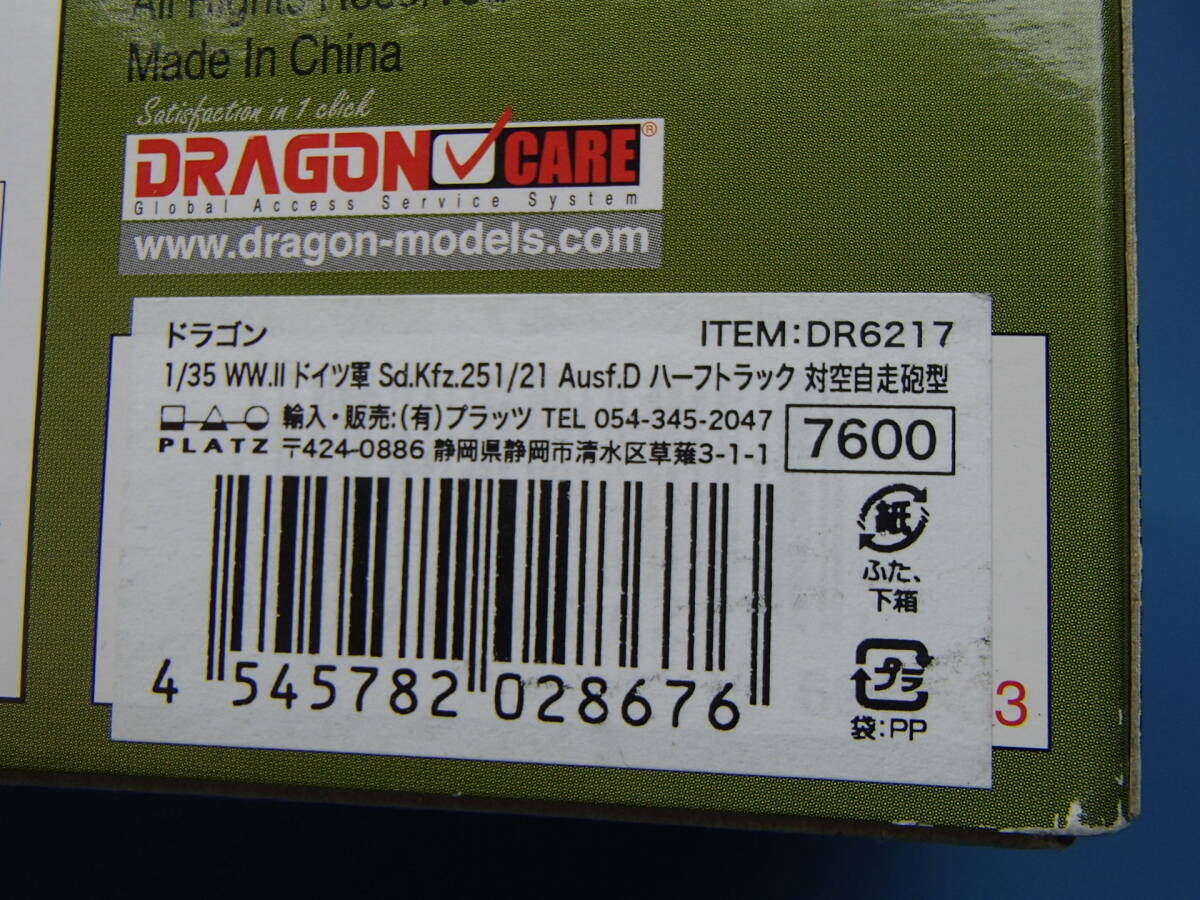 All Rights Reserved
Made In China
Satisfaction in 1 click
DRAGON CARE®
Global Access Service System
www.dragon-models.com
ドラゴン ITEM:DR6217
1/35 WW.II ドイツ軍 Sd.Kfz.251/21 Ausf.D ハーフトラック 対空自走砲型
輸入・販売:(有)プラッツ TEL 054-345-2047
PLATZ 〒424-0886 静岡県静岡市清水区草薙3-1-1
7600
紙
ふた、
下箱
プラ
袋:PP
4 545782 028676
3